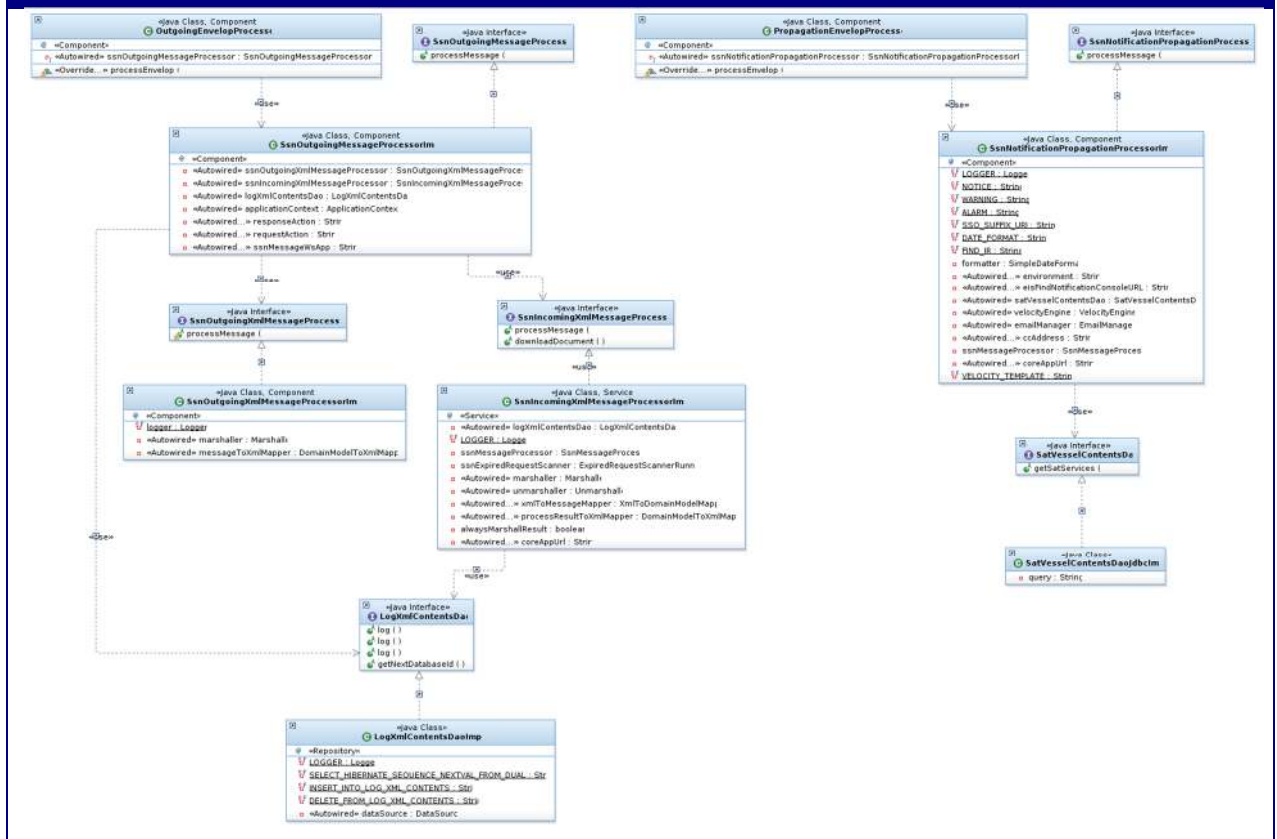 «Java Class, Component
OutgoingEnvelopProcess
«Component»
«Autowired» ssnOutgoingMessageProcessor : SsnOutgoingMessageProcessor
«Override...» processEnvelop (
«Java Interface»
SsnOutgoingMessageProcess
processMessage (
«Java Class, Component
PropagationEnvelopProcess
«Component»
«Autowired» ssnNotificationPropagationProcessor : SsnNotificationPropagationProcessorI
«Override...» processEnvelop (
«Java Interface»
SsnNotificationPropagationProcess
processMessage (
«use»
«use»
«Java Class, Component
SsnOutgoingMessageProcessorIm
«Component»
«Autowired» ssnOutgoingXmlMessageProcessor : SsnOutgoingXmlMessageProce
«Autowired» ssnIncomingXmlMessageProcessor : SsnIncomingXmlMessageProce
«Autowired» logXmlContentsDao : LogXmlContentsDa
«Autowired» applicationContext : ApplicationContex
«Autowired...» responseAction : Strir
«Autowired...» requestAction : Strir
«Autowired...» ssnMessageWsApp : Strir
«Java Class, Component
SsnNotificationPropagationProcessorIm
«Component»
LOGGER : Logge
NOTICE : String
WARNING : String
ALARM : String
SSO_SUFFIX_URI : Strin
DATE_FORMAT : Strin
FIND_IR : String
formatter : SimpleDateForma
«Autowired...» environment : Strir
«Autowired...» eisFindNotificationConsoleURL : Strir
«Autowired» satVesselContentsDao : SatVesselContentsD
«Autowired» velocityEngine : VelocityEngine
«Autowired» emailManager : EmailManage
«Autowired...» ccAddress : Strir
ssnMessageProcessor : SsnMessageProces
«Autowired...» coreAppUrl : Strir
VELOCITY_TEMPLATE : Strin
«use»
«use»
«Java Interface»
SsnOutgoingXmlMessageProcess
processMessage (
«Java Interface»
SsnIncomingXmlMessageProcess
processMessage (
downloadDocument ( )
«use»
«Java Class, Component
SsnOutgoingXmlMessageProcessorIm
«Component»
logger : Logger
«Autowired» marshaller : Marshalle
«Autowired» messageToXmlMapper : DomainModelToXmlMapp
«Java Class, Service
SsnIncomingXmlMessageProcessorIm
«Service»
«Autowired» logXmlContentsDao : LogXmlContentsDa
LOGGER : Logge
ssnMessageProcessor : SsnMessageProces
ssnExpiredRequestScanner : ExpiredRequestScannerRunn
«Autowired» marshaller : Marshalle
«Autowired» unmarshaller : Unmarshalle
«Autowired...» xmlToMessageMapper : XmlToDomainModelMap
«Autowired...» processResultToXmlMapper : DomainModelToXmlMap
alwaysMarshallResult : boolear
«Autowired...» coreAppUrl : Strir
«use»
«Java Interface»
SatVesselContentsDa
getSatServices (
«use»
«Java Class»
SatVesselContentsDaoJdbcIm
query : String
«use»
«Java Interface»
LogXmlContentsDa
log ( )
log ( )
log ( )
getNextDatabaseId ( )
«Java Class»
LogXmlContentsDaoImp
«Repository»
LOGGER : Logge
SELECT_HIBERNATE_SEQUENCE_NEXTVAL_FROM_DUAL : Str
INSERT_INTO_LOG_XML_CONTENTS : Stri
DELETE_FROM_LOG_XML_CONTENTS : Stri
«Autowired» dataSource : DataSourc